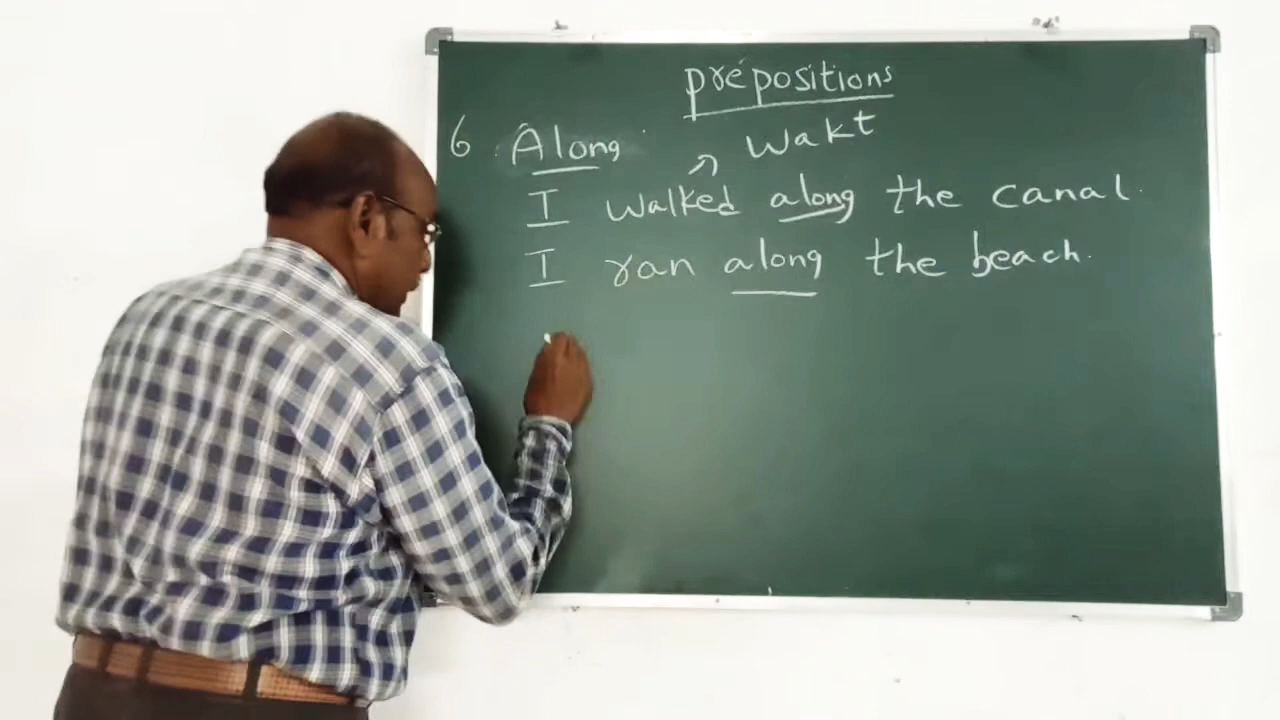 prepositions
6 Along
wakt
I walked along the canal.
I ran along the beach.